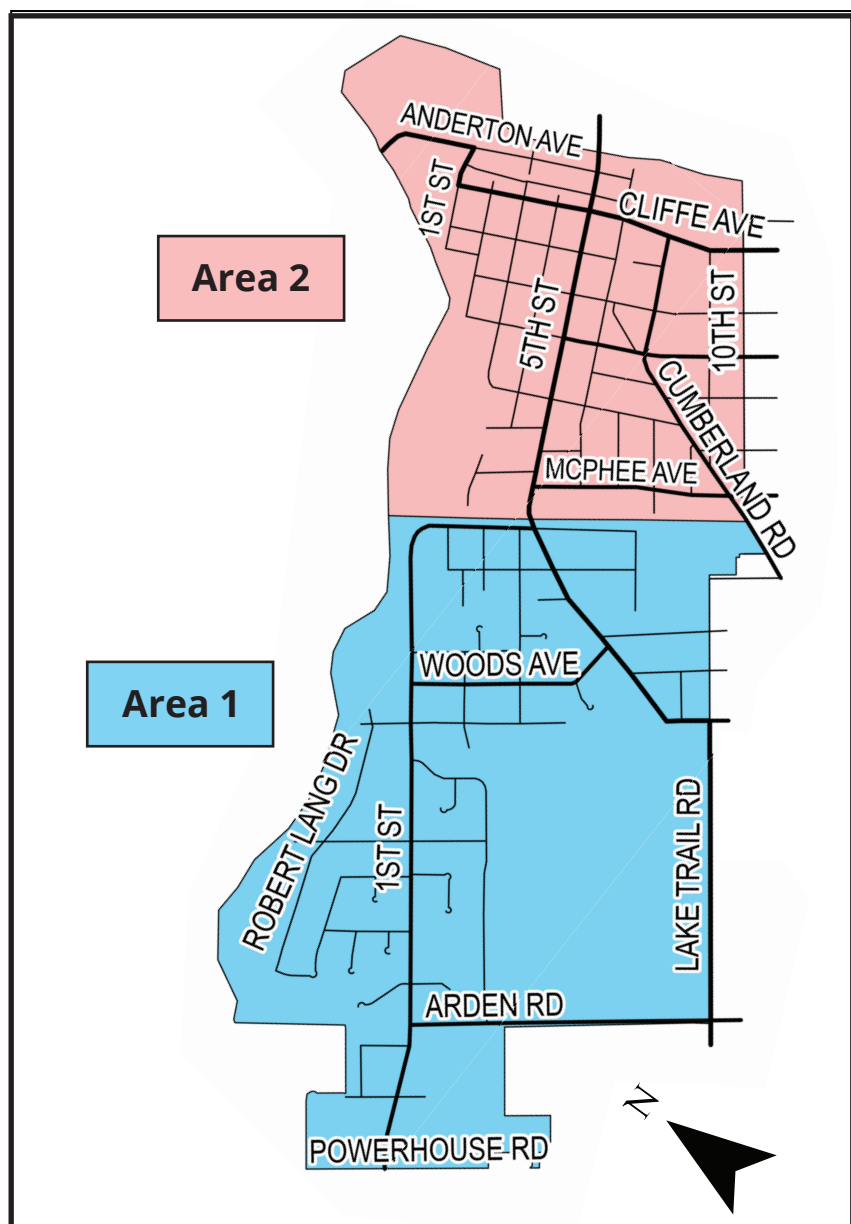 ANDERTON AVE
1ST ST
CLIFFE AVE
Area 2
5TH ST
10TH ST
CUMBERLAND RD
MCPHEE AVE
WOODS AVE
Area 1
ROBERT LANG DR
1ST ST
LAKE TRAIL RD
ARDEN RD
N
POWERHOUSE RD